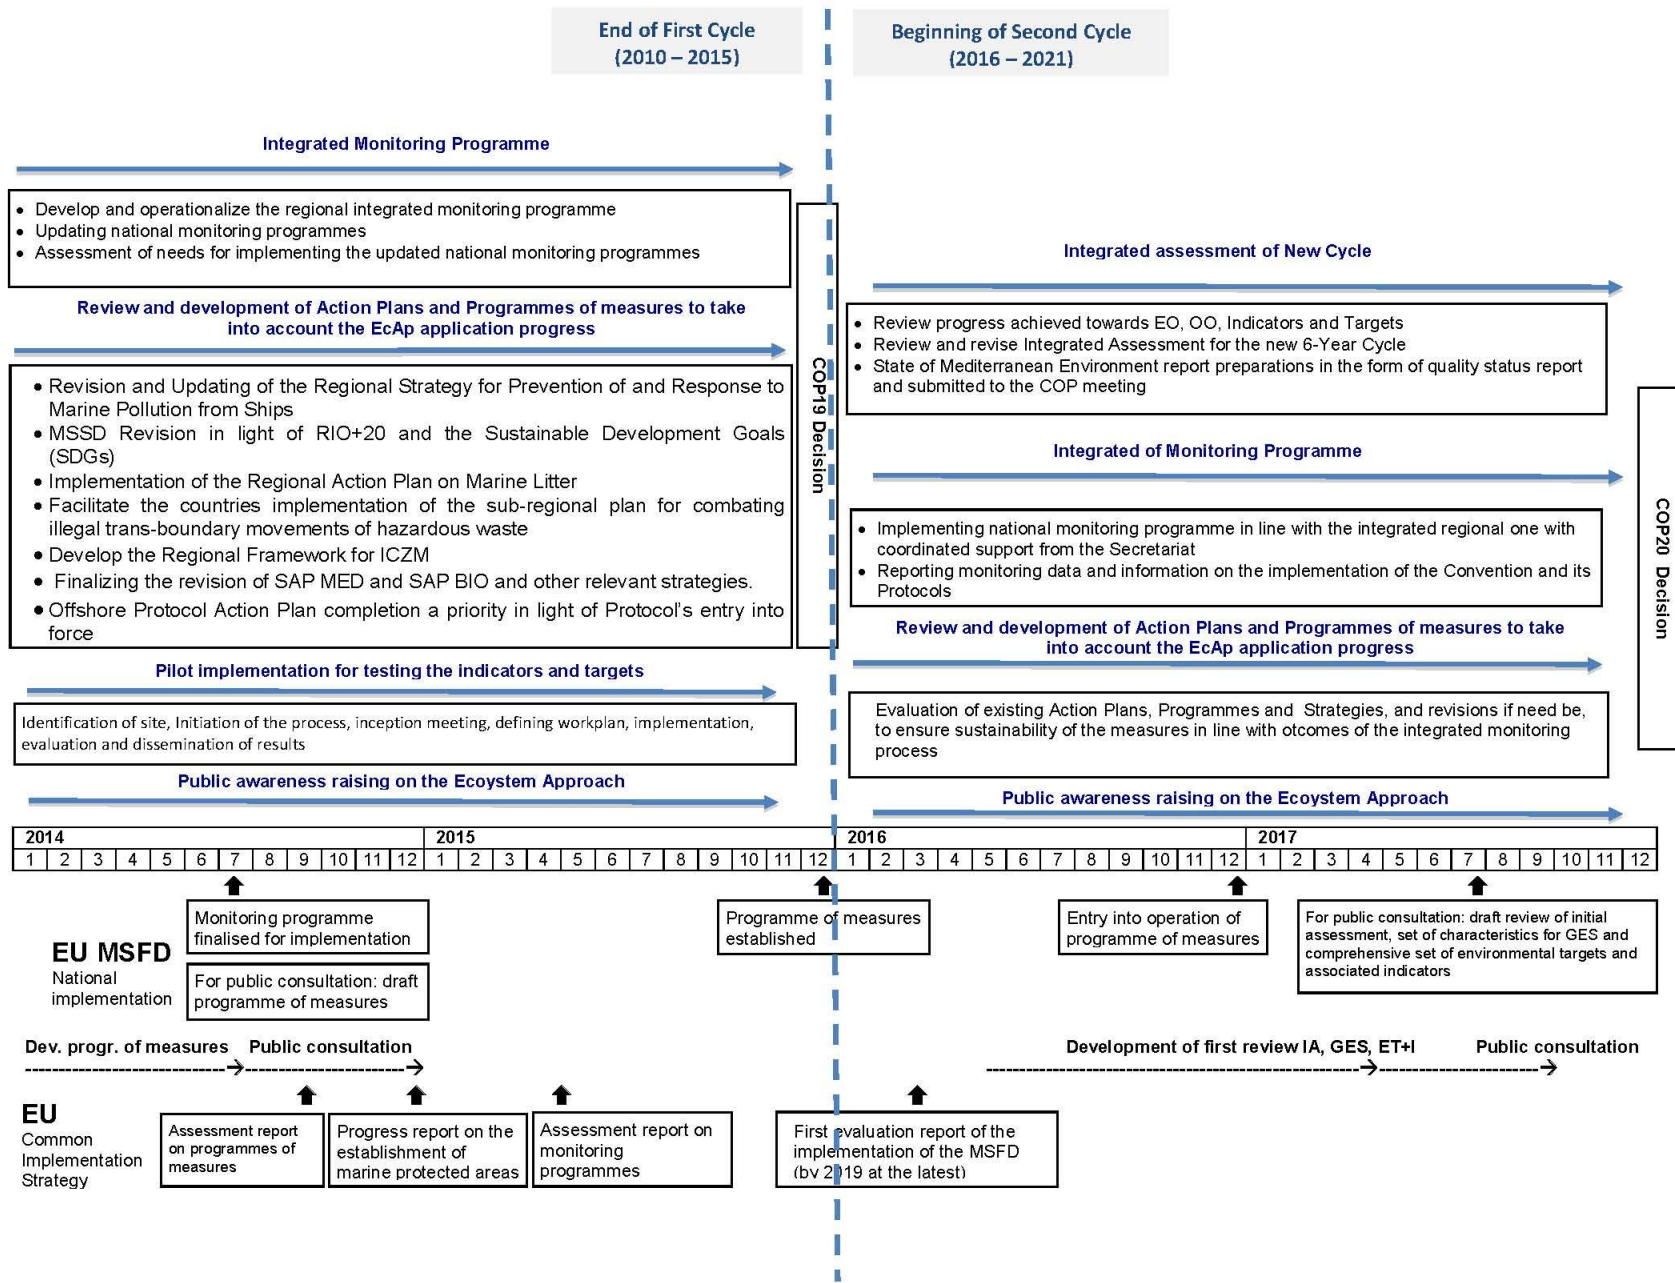 End of First Cycle
(2010 – 2015)
Beginning of Second Cycle
(2016 – 2021)
Integrated Monitoring Programme
• Develop and operationalize the regional integrated monitoring programme
• Updating national monitoring programmes
• Assessment of needs for implementing the updated national monitoring programmes
Review and development of Action Plans and Programmes of measures to take
into account the EcAp application progress
• Revision and Updating of the Regional Strategy for Prevention of and Response to
Marine Pollution from Ships
• MSSD Revision in light of RIO+20 and the Sustainable Development Goals
(SDGs)
• Implementation of the Regional Action Plan on Marine Litter
• Facilitate the countries implementation of the sub-regional plan for combating
illegal trans-boundary movements of hazardous waste
• Develop the Regional Framework for ICZM
• Finalizing the revision of SAP MED and SAP BIO and other relevant strategies.
• Offshore Protocol Action Plan completion a priority in light of Protocol's entry into
force
Pilot implementation for testing the indicators and targets
Identification of site, Initiation of the process, inception meeting, defining workplan, implementation,
evaluation and dissemination of results
Public awareness raising on the Ecoystem Approach
COP19 Decision
Integrated assessment of New Cycle
• Review progress achieved towards EO, OO, Indicators and Targets
• Review and revise Integrated Assessment for the new 6-Year Cycle
• State of Mediterranean Environment report preparations in the form of quality status report
and submitted to the COP meeting
Integrated of Monitoring Programme
• Implementing national monitoring programme in line with the integrated regional one with
coordinated support from the Secretariat
• Reporting monitoring data and information on the implementation of the Convention and its
Protocols
Review and development of Action Plans and Programmes of measures to take
into account the EcAp application progress
Evaluation of existing Action Plans, Programmes and Strategies, and revisions if need be,
to ensure sustainability of the measures in line with otcomes of the integrated monitoring
process
Public awareness raising on the Ecoystem Approach
COP20 Decision
2014 2015 2016 2017
1 2 3 4 5 6 7 8 9 10 11 12 1 2 3 4 5 6 7 8 9 10 11 12 1 2 3 4 5 6 7 8 9 10 11 12 1 2 3 4 5 6 7 8 9 10 11 12
EU MSFD
National
implementation
Monitoring programme
finalised for implementation
For public consultation: draft
programme of measures
Programme of measures
established
Entry into operation of
programme of measures
For public consultation: draft review of initial
assessment, set of characteristics for GES and
comprehensive set of environmental targets and
associated indicators
Dev. progr. of measures Public consultation
Development of first review IA, GES, ET+I Public consultation
EU
Common
Implementation
Strategy
Assessment report
on programmes of
measures
Progress report on the
establishment of
marine protected areas
Assessment report on
monitoring
programmes
First evaluation report of the
implementation of the MSFD
(by 2019 at the latest)